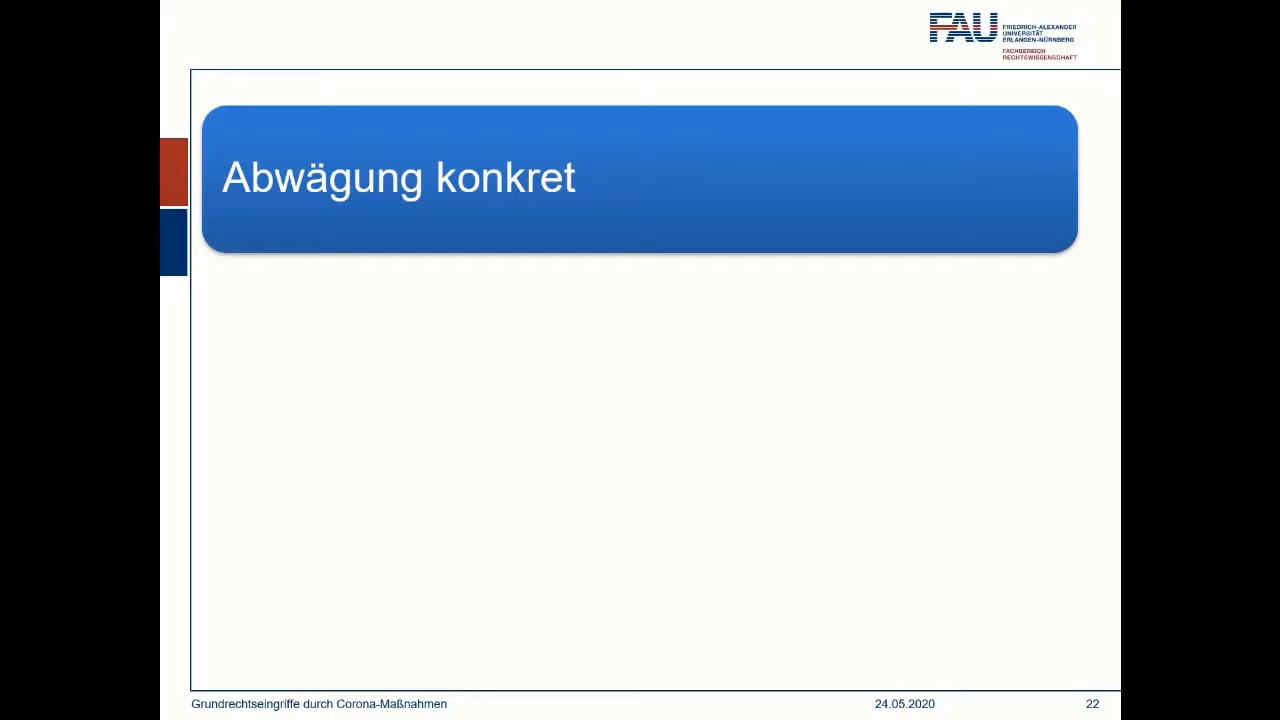 FAU
FRIEDRICH-ALEXANDER
UNIVERSITÄT
ERLANGEN-NÜRNBERG
FACHBEREICH
RECHTSWISSENSCHAFT
Abwägung konkret
Grundrechtseingriffe durch Corona-Maßnahmen
24.05.2020
22